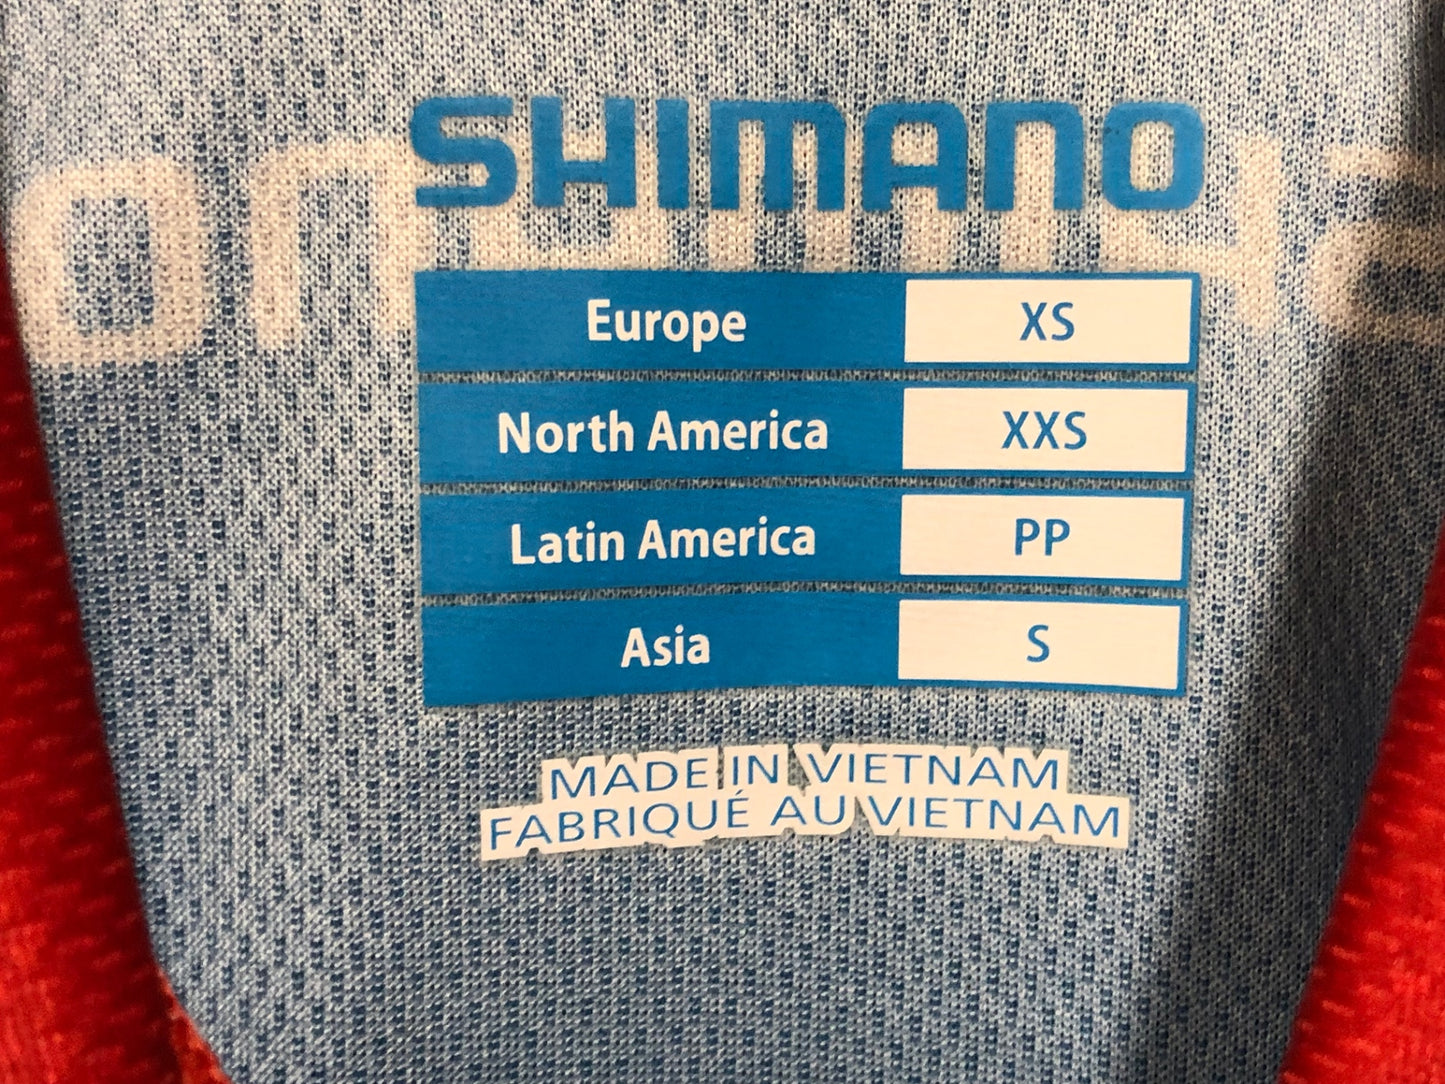 SHIMANO
Europe XS
North America XXS
Latin America PP
Asia S
MADE IN VIETNAM
FABRIQUÉ AU VIETNAM